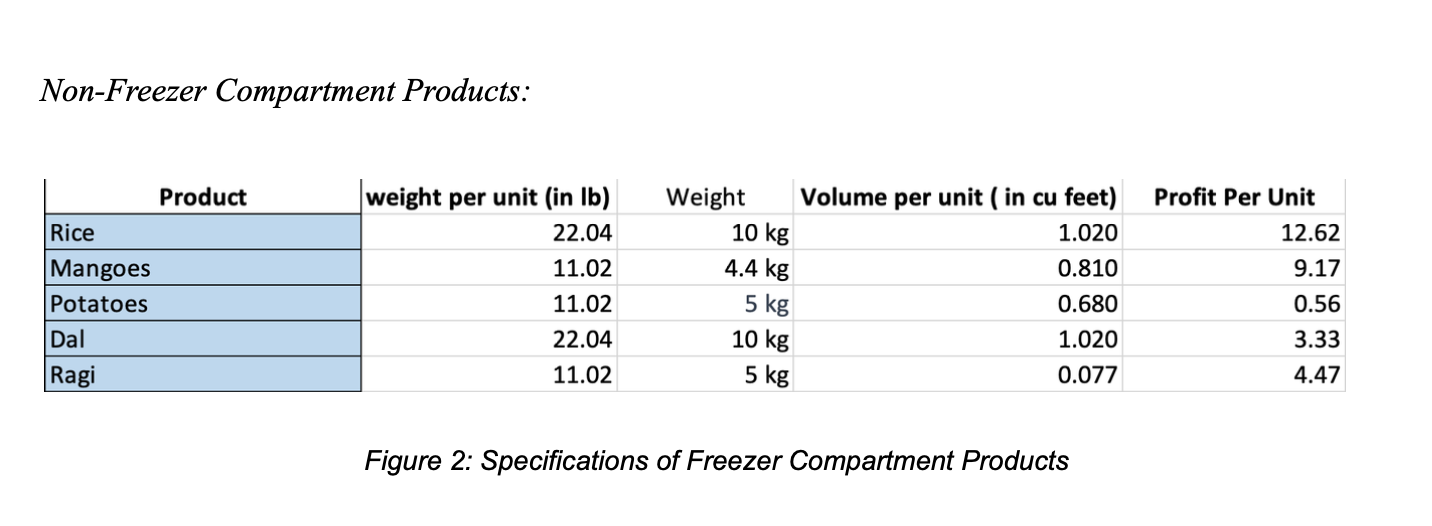 Non-Freezer Compartment Products:
Product weight per unit (in lb) Weight Volume per unit ( in cu feet) Profit Per Unit
Rice 22.04 10 kg 1.020 12.62
Mangoes 11.02 4.4 kg 0.810 9.17
Potatoes 11.02 5 kg 0.680 0.56
Dal 22.04 10 kg 1.020 3.33
Ragi 11.02 5 kg 0.077 4.47
Figure 2: Specifications of Freezer Compartment Products